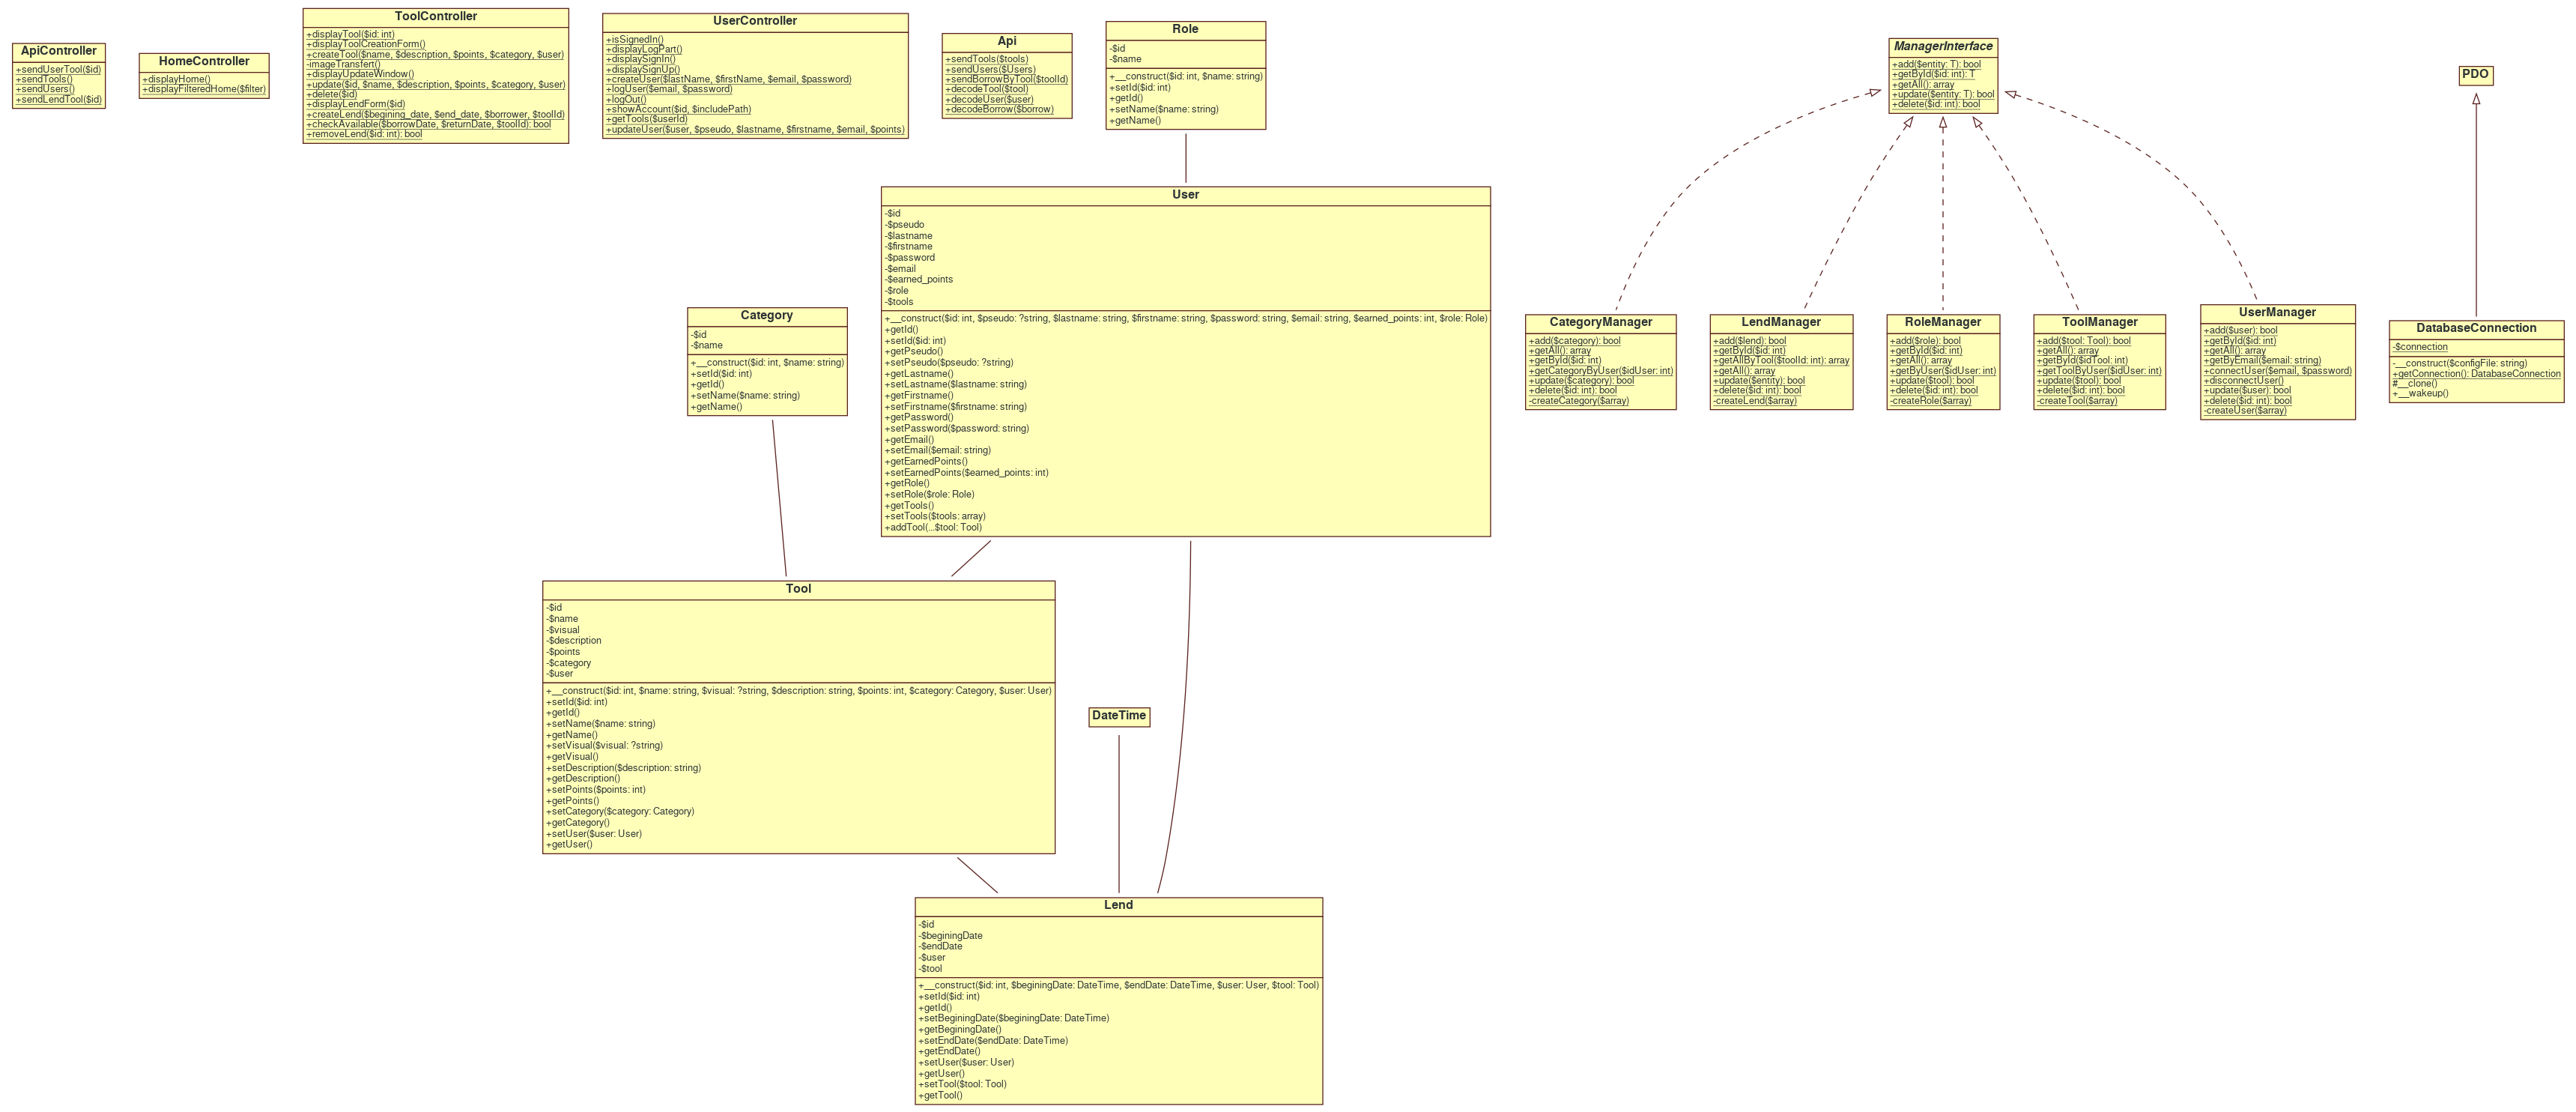 ApiController
+sendUserTool($id)
+sendTools()
+sendUsers()
+sendLendTool($id)
HomeController
+displayHome()
+displayFilteredHome($filter)
ToolController
+displayTool($id: int)
+displayToolCreationForm()
+createTool($name, $description, $points, $category, $user)
-imageTransfert()
+displayUpdateWindow()
+update($id, $name, $description, $points, $category, $user)
+delete($id)
+displayLendForm($id)
+createLend($begining_date, $end_date, $borrower, $toolId)
+checkAvailable($borrowDate, $returnDate, $toolId): bool
+removeLend($id: int): bool
UserController
+isSignedIn()
+displayLogPart()
+displaySignIn()
+displaySignUp()
+createUser($lastName, $firstName, $email, $password)
+logUser($email, $password)
+logOut()
+showAccount($id, $includePath)
+getTools($userId)
+updateUser($user, $pseudo, $lastname, $firstname, $email, $points)
Api
+sendTools($tools)
+sendUsers($Users)
+sendBorrowByTool($toolId)
+decodeTool($tool)
+decodeUser($user)
+decodeBorrow($borrow)
Role
-$id
-$name
+__construct($id: int, $name: string)
+setId($id: int)
+getId()
+setName($name: string)
+getName()
ManagerInterface
+add($entity: T): bool
+getById($id: int): T
+getAll(): array
+update($entity: T): bool
+delete($id: int): bool
PDO
User
-$id
-$pseudo
-$lastname
-$firstname
-$password
-$email
-$earned_points
-$role
-$tools
+__construct($id: int, $pseudo: ?string, $lastname: string, $firstname: string, $password: string, $email: string, $earned_points: int, $role: Role)
+getId()
+setId($id: int)
+getPseudo()
+setPseudo($pseudo: ?string)
+getLastname()
+setLastname($lastname: string)
+getFirstname()
+setFirstname($firstname: string)
+getPassword()
+setPassword($password: string)
+getEmail()
+setEmail($email: string)
+getEarnedPoints()
+setEarnedPoints($earned_points: int)
+getRole()
+setRole($role: Role)
+getTools()
+setTools($tools: array)
+addTool(...$tool: Tool)
Category
-$id
-$name
+__construct($id: int, $name: string)
+setId($id: int)
+getId()
+setName($name: string)
+getName()
CategoryManager
+add($category): bool
+getAll(): array
+getById($id: int)
+getCategoryByUser($idUser: int)
+update($category): bool
+delete($id: int): bool
-createCategory($array)
LendManager
+add($lend): bool
+getById($id: int)
+getAllByTool($toolId: int): array
+getAll(): array
+update($entity): bool
+delete($id: int): bool
-createLend($array)
RoleManager
+add($role): bool
+getById($id: int)
+getAll(): array
+getByUser($idUser: int)
+update($tool): bool
+delete($id: int): bool
-createRole($array)
ToolManager
+add($tool: Tool): bool
+getAll(): array
+getById($idTool: int)
+getToolByUser($idUser: int)
+update($tool): bool
+delete($id: int): bool
-createTool($array)
UserManager
+add($user): bool
+getById($id: int)
+getAll(): array
+getByEmail($email: string)
+connectUser($email, $password)
+disconnectUser()
+update($user): bool
+delete($id: int): bool
-createUser($array)
DatabaseConnection
-$connection
-__construct($configFile: string)
+getConnection(): DatabaseConnection
#__clone()
+__wakeup()
Tool
-$id
-$name
-$visual
-$description
-$points
-$category
-$user
+__construct($id: int, $name: string, $visual: ?string, $description: string, $points: int, $category: Category, $user: User)
+setId($id: int)
+getId()
+setName($name: string)
+getName()
+setVisual($visual: ?string)
+getVisual()
+setDescription($description: string)
+getDescription()
+setPoints($points: int)
+getPoints()
+setCategory($category: Category)
+getCategory()
+setUser($user: User)
+getUser()
DateTime
Lend
-$id
-$beginingDate
-$endDate
-$user
-$tool
+__construct($id: int, $beginingDate: DateTime, $endDate: DateTime, $user: User, $tool: Tool)
+setId($id: int)
+getId()
+setBeginingDate($beginingDate: DateTime)
+getBeginingDate()
+setEndDate($endDate: DateTime)
+getEndDate()
+setUser($user: User)
+getUser()
+setTool($tool: Tool)
+getTool()